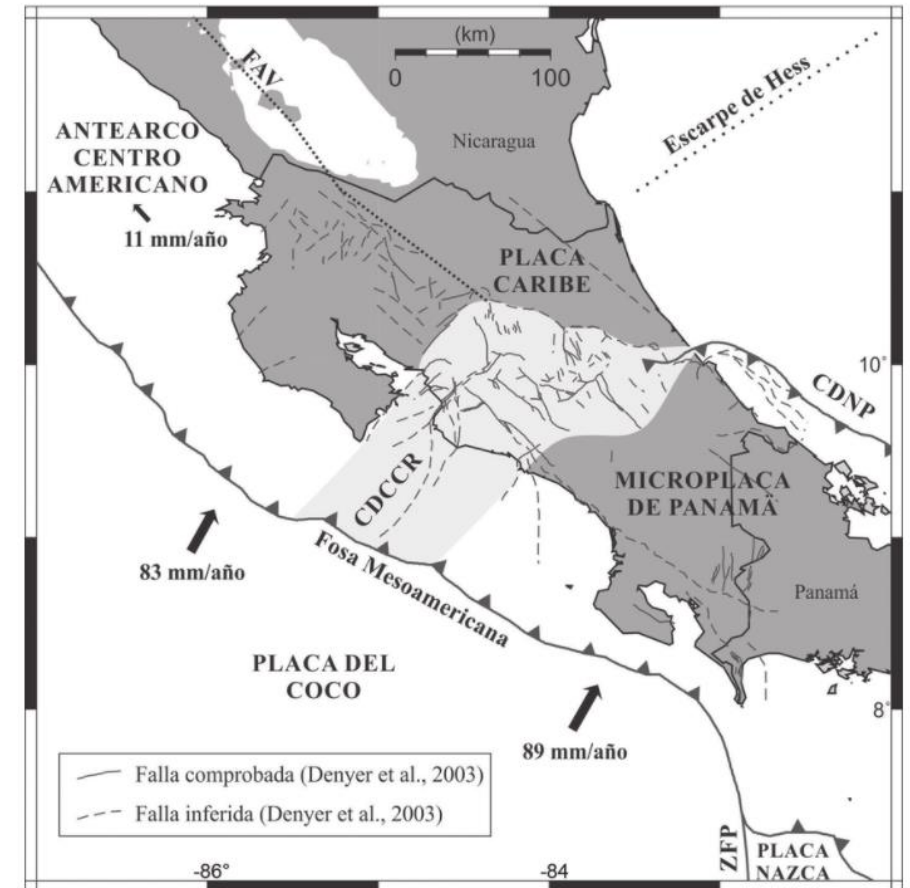 (km)
0 100
FAV
Escarpe de Hess
ANTEARCO
CENTRO
AMERICANO
11 mm/año
Nicaragua
PLACA
CARIBE
10°
CDNP
CDCCR
MICROPLACA
DE PANAMÁ
83 mm/año
Fosa Mesoamericana
Panamá
PLACA DEL
COCO
8°
89 mm/año
Falla comprobada (Denyer et al., 2003)
Falla inferida (Denyer et al., 2003)
ZFP
PLACA
NAZCA
-86°
-84